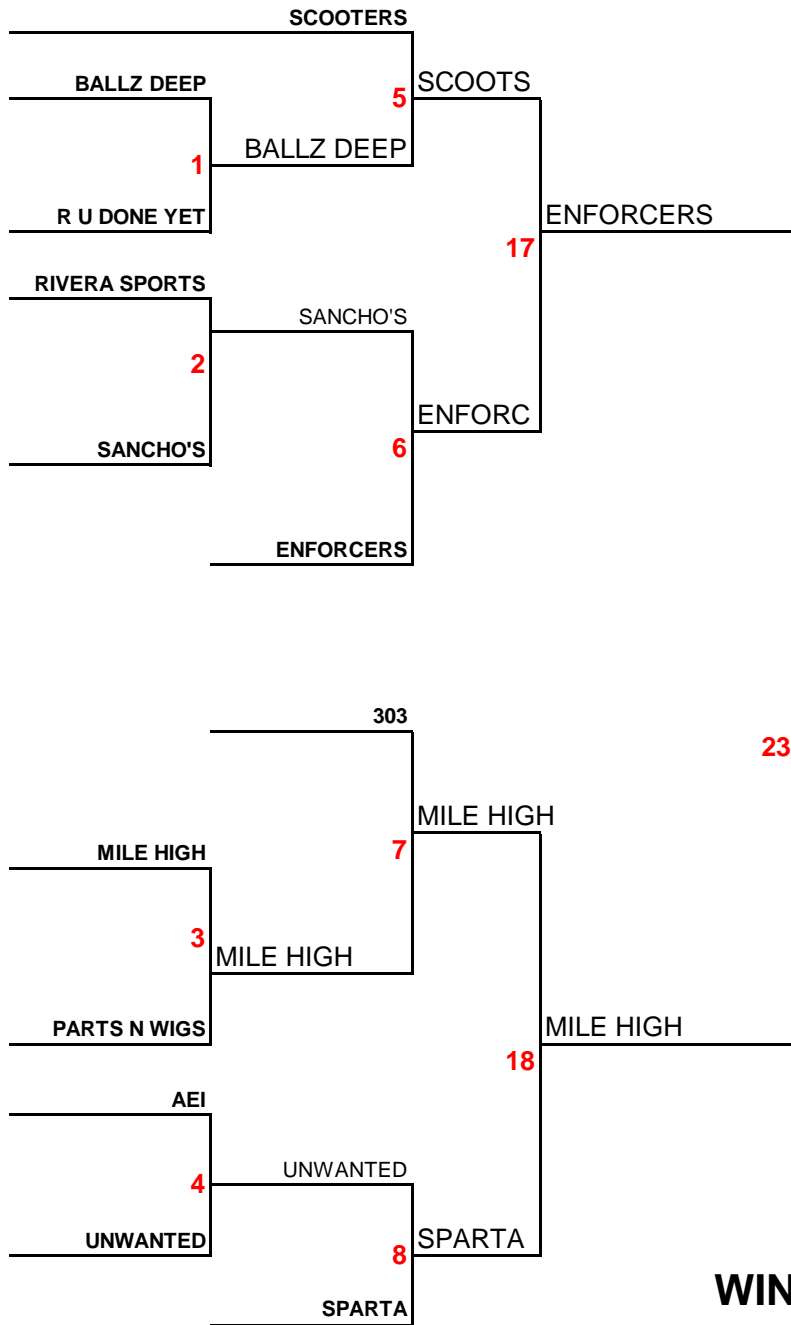 SCOOTERS
BALLZ DEEP
5
SCOOTS
1
BALLZ DEEP
R U DONE YET
ENFORCERS
17
RIVERA SPORTS
SANCHO'S
2
ENFORC
SANCHO'S
6
ENFORCERS
303
23
MILE HIGH
MILE HIGH
7
3
MILE HIGH
PARTS N WIGS
MILE HIGH
18
AEI
UNWANTED
4
UNWANTED
8
SPARTA
WIN
SPARTA